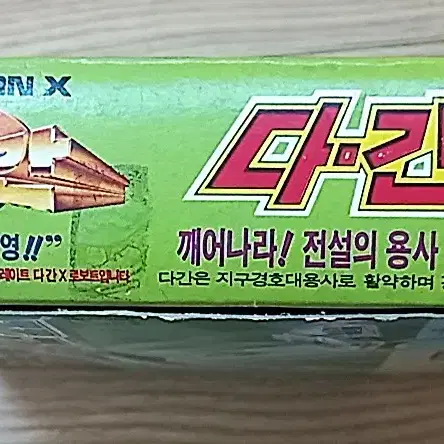 RN X
다·간
영!!”
깨어나라! 전설의 용사
레이트 다간X 로보트입니다
다간은 지구경호대용사로 활약하며